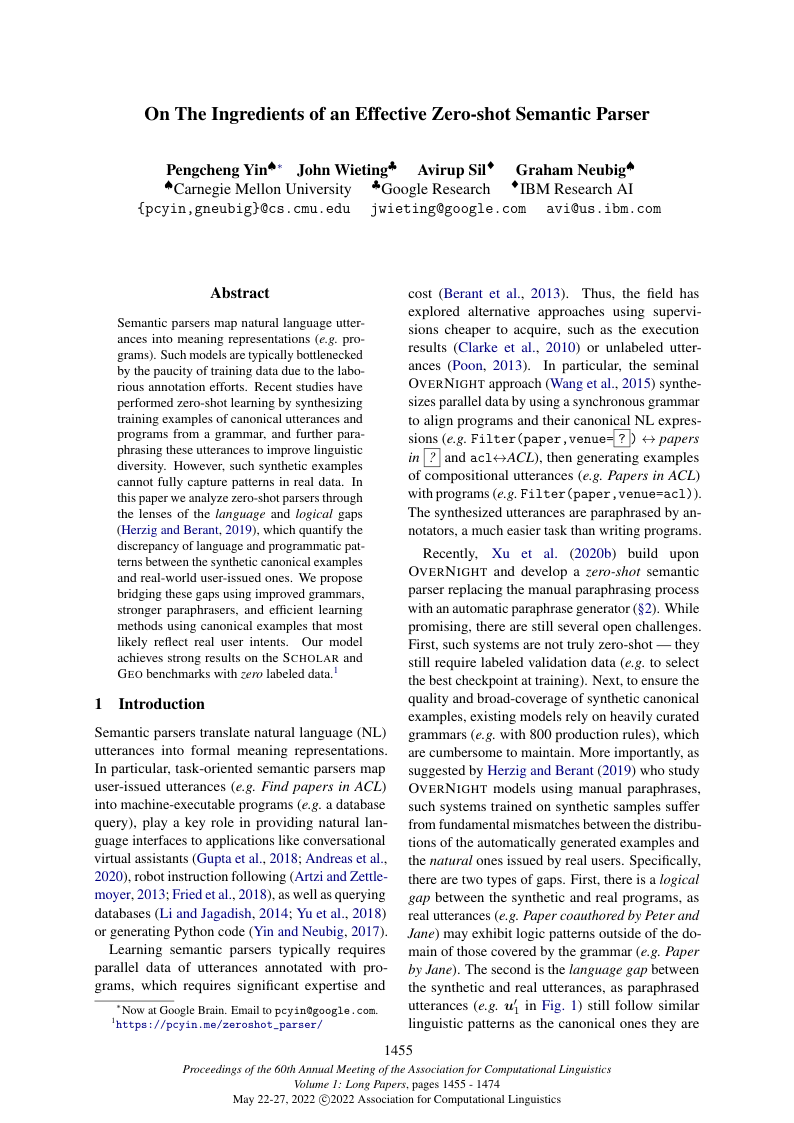 On The Ingredients of an Effective Zero-shot Semantic Parser
Pengcheng Yin♠* John Wieting♣ Avirup Sil♦ Graham Neubig♠
♠Carnegie Mellon University ♣Google Research ♦IBM Research AI
{pcyin,gneubig}@cs.cmu.edu jwieting@google.com avi@us.ibm.com
Abstract
Semantic parsers map natural language utter-
ances into meaning representations (e.g. pro-
grams). Such models are typically bottlenecked
by the paucity of training data due to the labo-
rious annotation efforts. Recent studies have
performed zero-shot learning by synthesizing
training examples of canonical utterances and
programs from a grammar, and further para-
phrasing these utterances to improve linguistic
diversity. However, such synthetic examples
cannot fully capture patterns in real data. In
this paper we analyze zero-shot parsers through
the lenses of the language and logical gaps
(Herzig and Berant, 2019), which quantify the
discrepancy of language and programmatic pat-
terns between the synthetic canonical examples
and real-world user-issued ones. We propose
bridging these gaps using improved grammars,
stronger paraphrasers, and efficient learning
methods using canonical examples that most
likely reflect real user intents. Our model
achieves strong results on the SCHOLAR and
GEO benchmarks with zero labeled data.1
1 Introduction
Semantic parsers translate natural language (NL)
utterances into formal meaning representations.
In particular, task-oriented semantic parsers map
user-issued utterances (e.g. Find papers in ACL)
into machine-executable programs (e.g. a database
query), play a key role in providing natural lan-
guage interfaces to applications like conversational
virtual assistants (Gupta et al., 2018; Andreas et al.,
2020), robot instruction following (Artzi and Zettle-
moyer, 2013; Fried et al., 2018), as well as querying
databases (Li and Jagadish, 2014; Yu et al., 2018)
or generating Python code (Yin and Neubig, 2017).
Learning semantic parsers typically requires
parallel data of utterances annotated with pro-
grams, which requires significant expertise and
*Now at Google Brain. Email to pcyin@google.com.
1https://pcyin.me/zeroshot_parser/
cost (Berant et al., 2013). Thus, the field has
explored alternative approaches using supervi-
sions cheaper to acquire, such as the execution
results (Clarke et al., 2010) or unlabeled utter-
ances (Poon, 2013). In particular, the seminal
OVERNIGHT approach (Wang et al., 2015) synthe-
sizes parallel data by using a synchronous grammar
to align programs and their canonical NL expres-
sions (e.g. Filter(paper,venue=?) ↔ papers
in ? and acl↔ACL), then generating examples
of compositional utterances (e.g. Papers in ACL)
with programs (e.g. Filter(paper,venue=acl)).
The synthesized utterances are paraphrased by an-
notators, a much easier task than writing programs.
Recently, Xu et al. (2020b) build upon
OVERNIGHT and develop a zero-shot semantic
parser replacing the manual paraphrasing process
with an automatic paraphrase generator (§2). While
promising, there are still several open challenges.
First, such systems are not truly zero-shot — they
still require labeled validation data (e.g. to select
the best checkpoint at training). Next, to ensure the
quality and broad-coverage of synthetic canonical
examples, existing models rely on heavily curated
grammars (e.g. with 800 production rules), which
are cumbersome to maintain. More importantly, as
suggested by Herzig and Berant (2019) who study
OVERNIGHT models using manual paraphrases,
such systems trained on synthetic samples suffer
from fundamental mismatches between the distribu-
tions of the automatically generated examples and
the natural ones issued by real users. Specifically,
there are two types of gaps. First, there is a logical
gap between the synthetic and real programs, as
real utterances (e.g. Paper coauthored by Peter and
Jane) may exhibit logic patterns outside of the do-
main of those covered by the grammar (e.g. Paper
by Jane). The second is the language gap between
the synthetic and real utterances, as paraphrased
utterances (e.g. u′1 in Fig. 1) still follow similar
linguistic patterns as the canonical ones they are
1455
Proceedings of the 60th Annual Meeting of the Association for Computational Linguistics
Volume 1: Long Papers, pages 1455 - 1474
May 22-27, 2022 ©2022 Association for Computational Linguistics